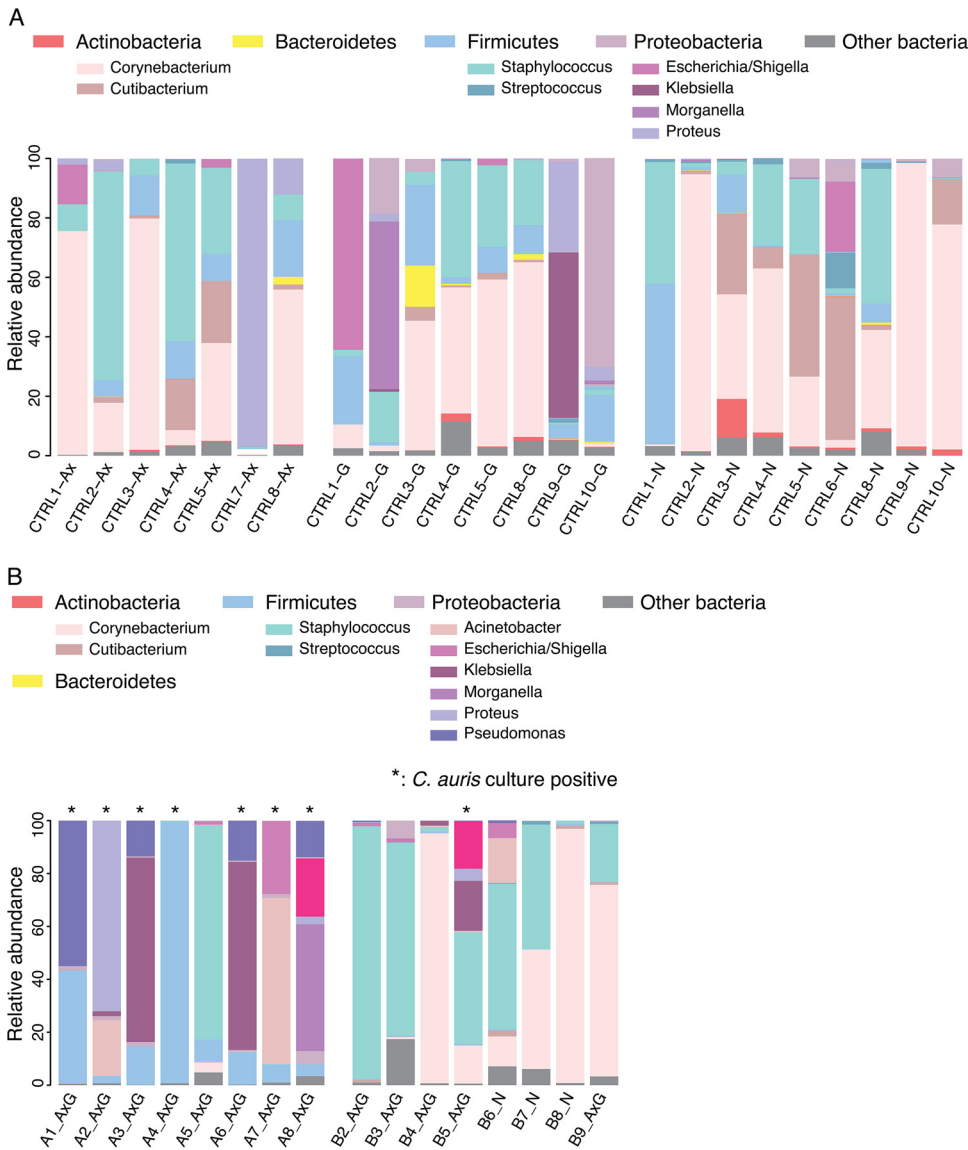 A
Actinobacteria Bacteroidetes Firmicutes Proteobacteria Other bacteria
Corynebacterium Staphylococcus Escherichia/Shigella
Cutibacterium Streptococcus Klebsiella
Morganella
Proteus
Relative abundance
100
80
60
40
20
0
CTRL1–Ax CTRL2–Ax CTRL3–Ax CTRL4–Ax CTRL5–Ax CTRL7–Ax CTRL8–Ax CTRL1–G CTRL2–G CTRL3–G CTRL4–G CTRL5–G CTRL8–G CTRL9–G CTRL10–G CTRL1–N CTRL2–N CTRL3–N CTRL4–N CTRL5–N CTRL6–N CTRL8–N CTRL9–N CTRL10–N
B
Actinobacteria Firmicutes Proteobacteria Other bacteria
Corynebacterium Staphylococcus Acinetobacter
Cutibacterium Streptococcus Escherichia/Shigella
Klebsiella
Bacteroidetes Morganella
Proteus
Pseudomonas
*: C. auris culture positive
* * * * * * * *
Relative abundance
100
80
60
40
20
0
A1_AxG A2_AxG A3_AxG A4_AxG A5_AxG A6_AxG A7_AxG A8_AxG B2_AxG B3_AxG B4_AxG B5_AxG B6_N B7_N B8_N B9_AxG